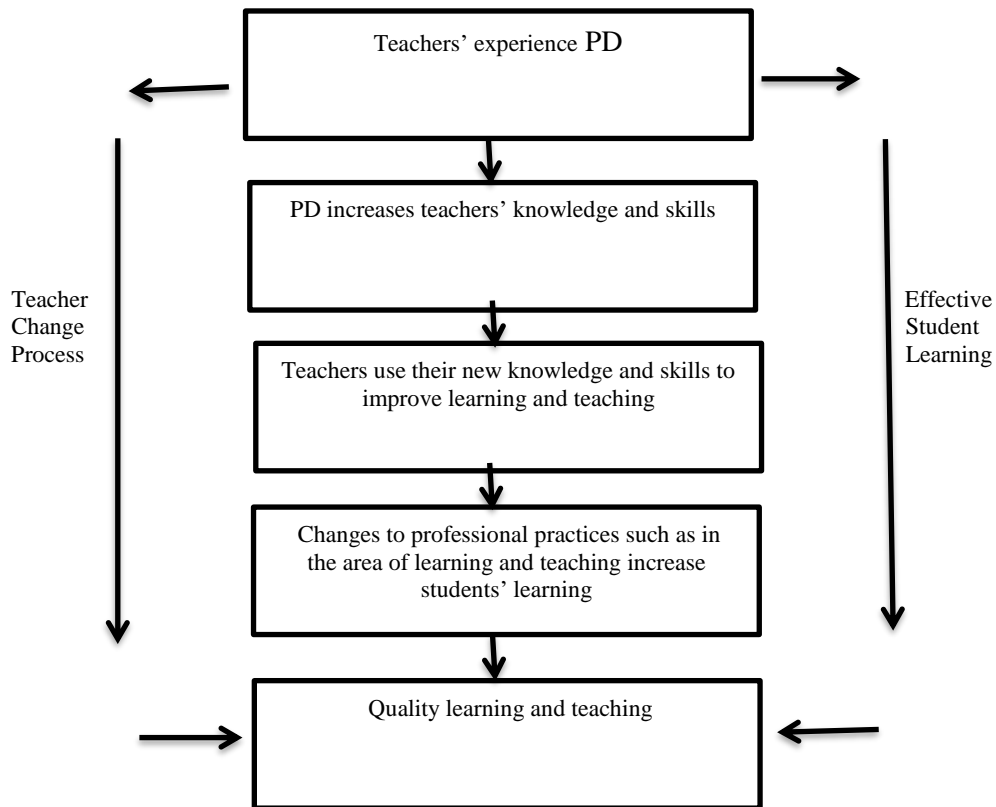 Teachers’ experience PD
PD increases teachers’ knowledge and skills
Teacher
Change
Process
Effective
Student
Learning
Teachers use their new knowledge and skills to
improve learning and teaching
Changes to professional practices such as in
the area of learning and teaching increase
students’ learning
Quality learning and teaching